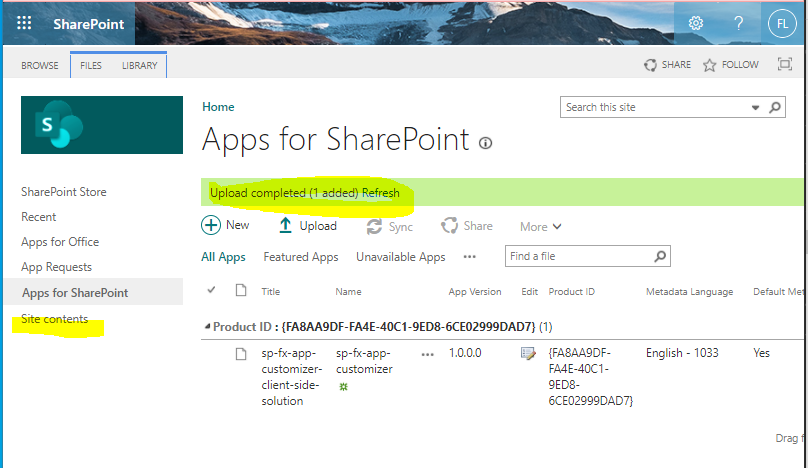 SharePoint
?
FL
BROWSE FILES LIBRARY SHARE FOLLOW
S
Home
Search this site
Apps for SharePoint
Upload completed (1 added) Refresh
SharePoint Store
Recent
Apps for Office
App Requests
Apps for SharePoint
Site contents
New Upload Sync Share More
All Apps Featured Apps Unavailable Apps ••• Find a file
Title Name App Version Edit Product ID Metadata Language Default Met
Product ID : {FA8AA9DF-FA4E-40C1-9ED8-6CE02999DAD7} (1)
sp-fx-app- sp-fx-app- ••• 1.0.0.0 {FA8AA9DF- English - 1033 Yes
customizer- customizer FA4E-40C1-
client-side- 9ED8-
solution 6CE02999DAD7}
Drag f